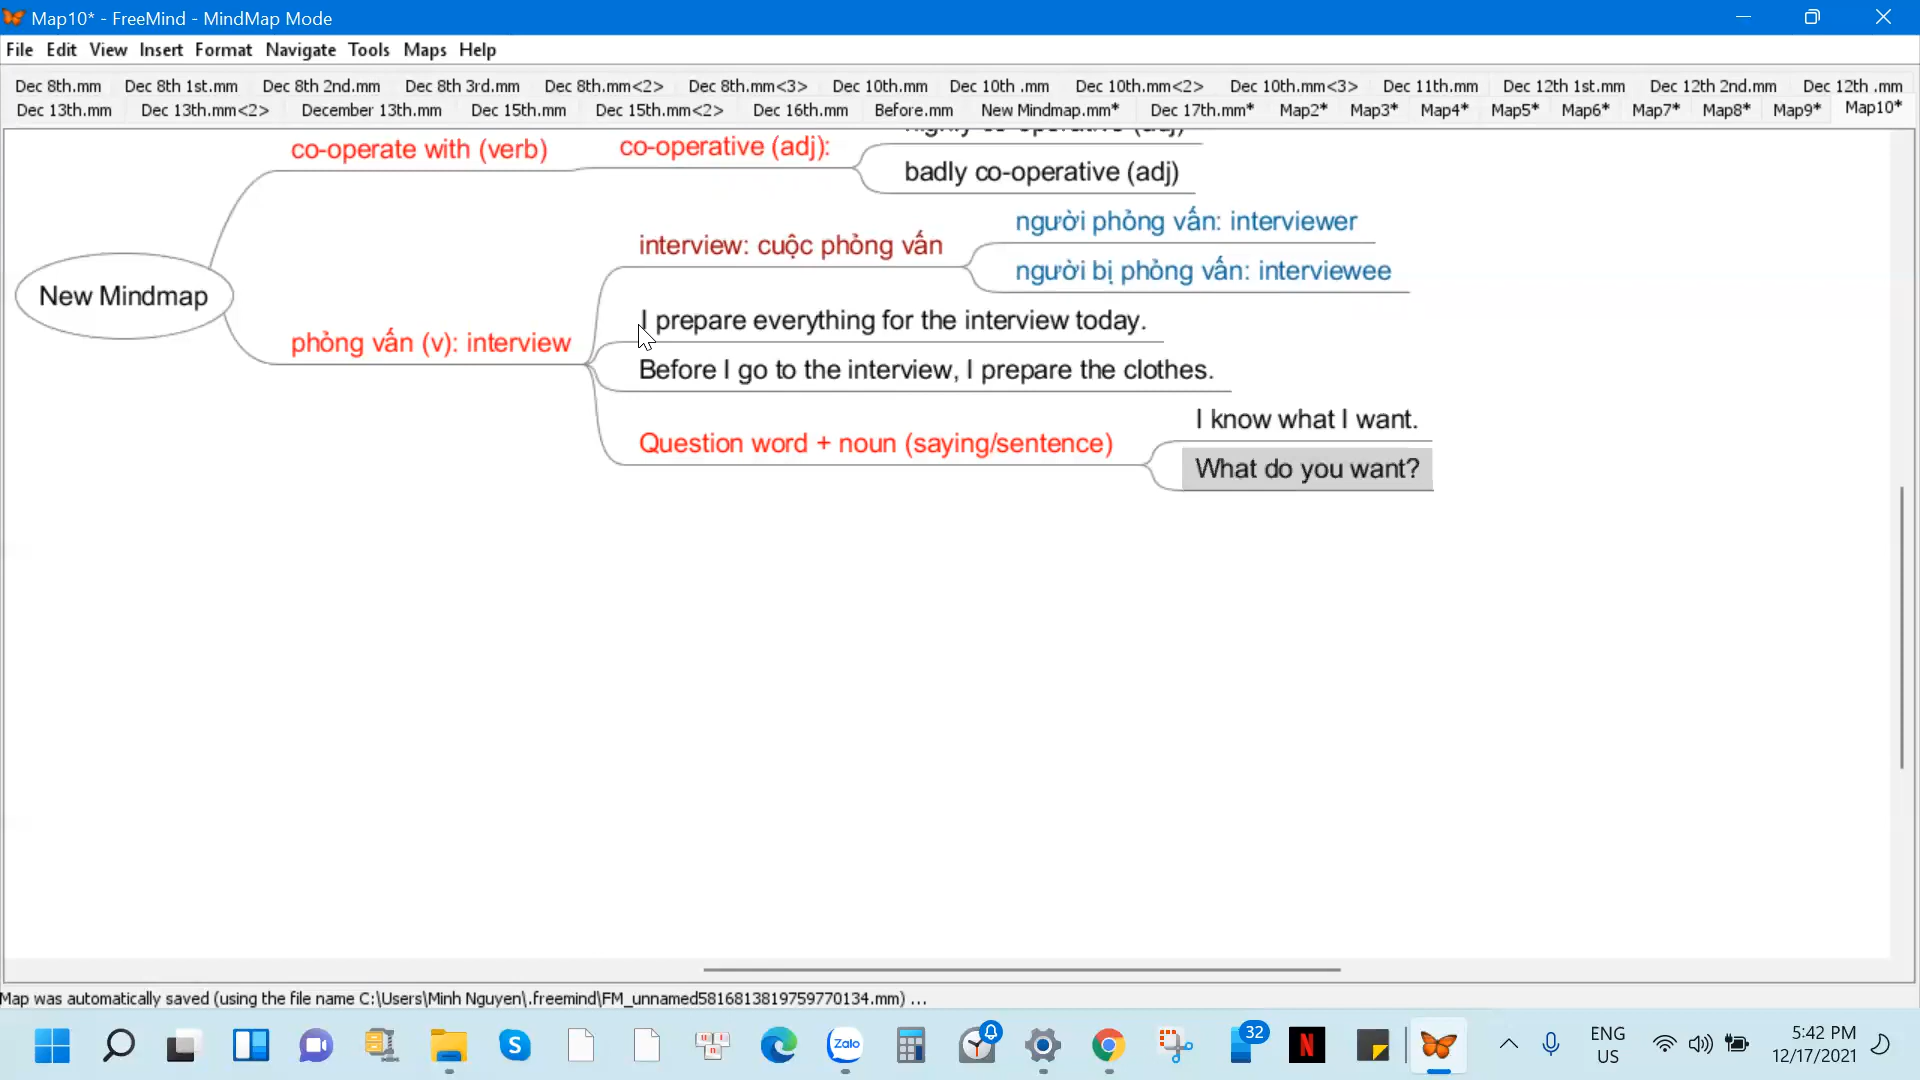 Map10* - FreeMind - MindMap Mode
File Edit View Insert Format Navigate Tools Maps Help
Dec 8th.mm Dec 8th 1st.mm Dec 8th 2nd.mm Dec 8th 3rd.mm Dec 8th.mm<2> Dec 8th.mm<3> Dec 10th.mm Dec 10th .mm Dec 10th.mm<2> Dec 10th.mm<3> Dec 11th.mm Dec 12th 1st.mm Dec 12th 2nd.mm Dec 12th .mm
Dec 13th.mm Dec 13th.mm<2> December 13th.mm Dec 15th.mm Dec 15th.mm<2> Dec 16th.mm Before.mm New Mindmap.mm* Dec 17th.mm* Map2* Map3* Map4* Map5* Map6* Map7* Map8* Map9* Map10*
highly co-operative (adj)
co-operate with (verb)
co-operative (adj):
badly co-operative (adj)
người phỏng vấn: interviewer
interview: cuộc phỏng vấn
người bị phỏng vấn: interviewee
New Mindmap
I prepare everything for the interview today.
phỏng vấn (v): interview
Before I go to the interview, I prepare the clothes.
I know what I want.
Question word + noun (saying/sentence)
What do you want?
Map was automatically saved (using the file name C:\Users\Minh Nguyen\.freemind\FM_unnamed5816813819759770134.mm) ...
Zalo
32
N
ENG
US
5:42 PM
12/17/2021